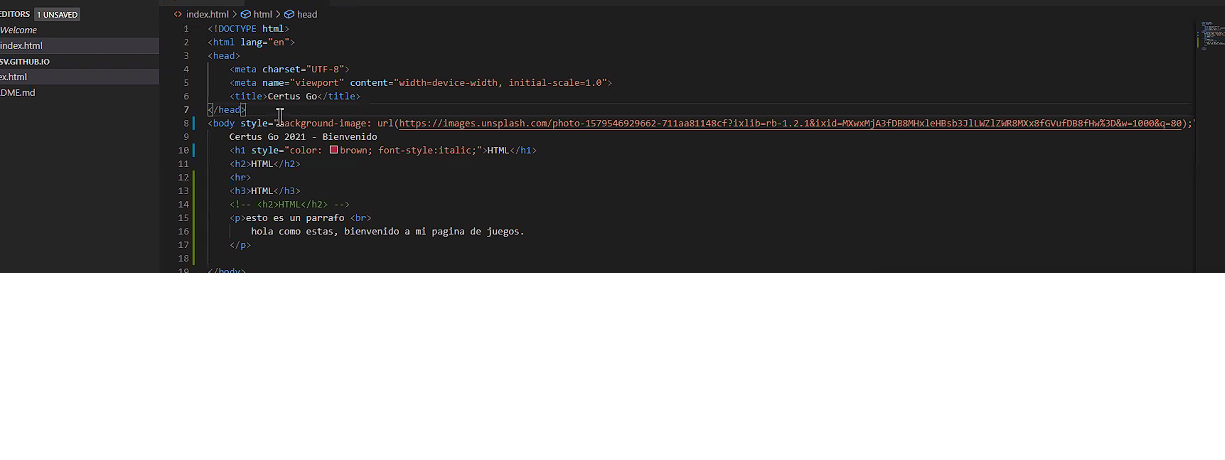 EDITORS 1 UNSAVED
Welcome
index.html
SV.GITHUB.IO
ex.html
DME.md
index.html > html > head
1 <!DOCTYPE html>
2 <html lang="en">
3 <head>
4 <meta charset="UTF-8">
5 <meta name="viewport" content="width=device-width, initial-scale=1.0">
6 <title>Certus Go</title>
7 </head>
8 <body style="background-image: url(https://images.unsplash.com/photo-1579546929662-711aa81148cf?ixlib=rb-1.2.1&ixid=MXwxMjA3fDB8MHxleHBsb3JlLWZlZWR8MXx8fGVufDB8fHw%3D&w=1000&q=80);"
9 Certus Go 2021 - Bienvenido
10 <h1 style="color: brown; font-style:italic;">HTML</h1>
11 <h2>HTML</h2>
12 <hr>
13 <h3>HTML</h3>
14 <!-- <h2>HTML</h2> -->
15 <p>esto es un parrafo <br>
16 hola como estas, bienvenido a mi pagina de juegos.
17 </p>
18
19 </body>